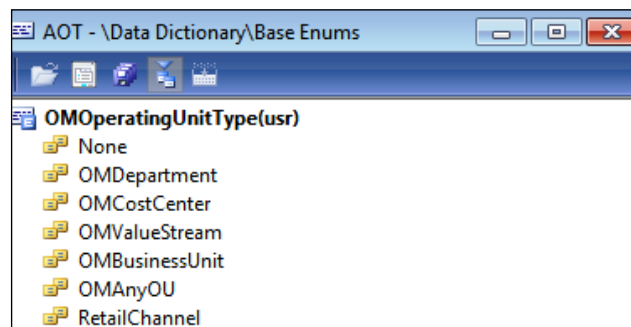 AOT - \Data Dictionary\Base Enums
OMOperatingUnitType(usr)
None
OMDepartment
OMCostCenter
OMValueStream
OMBusinessUnit
OMAnyOU
RetailChannel